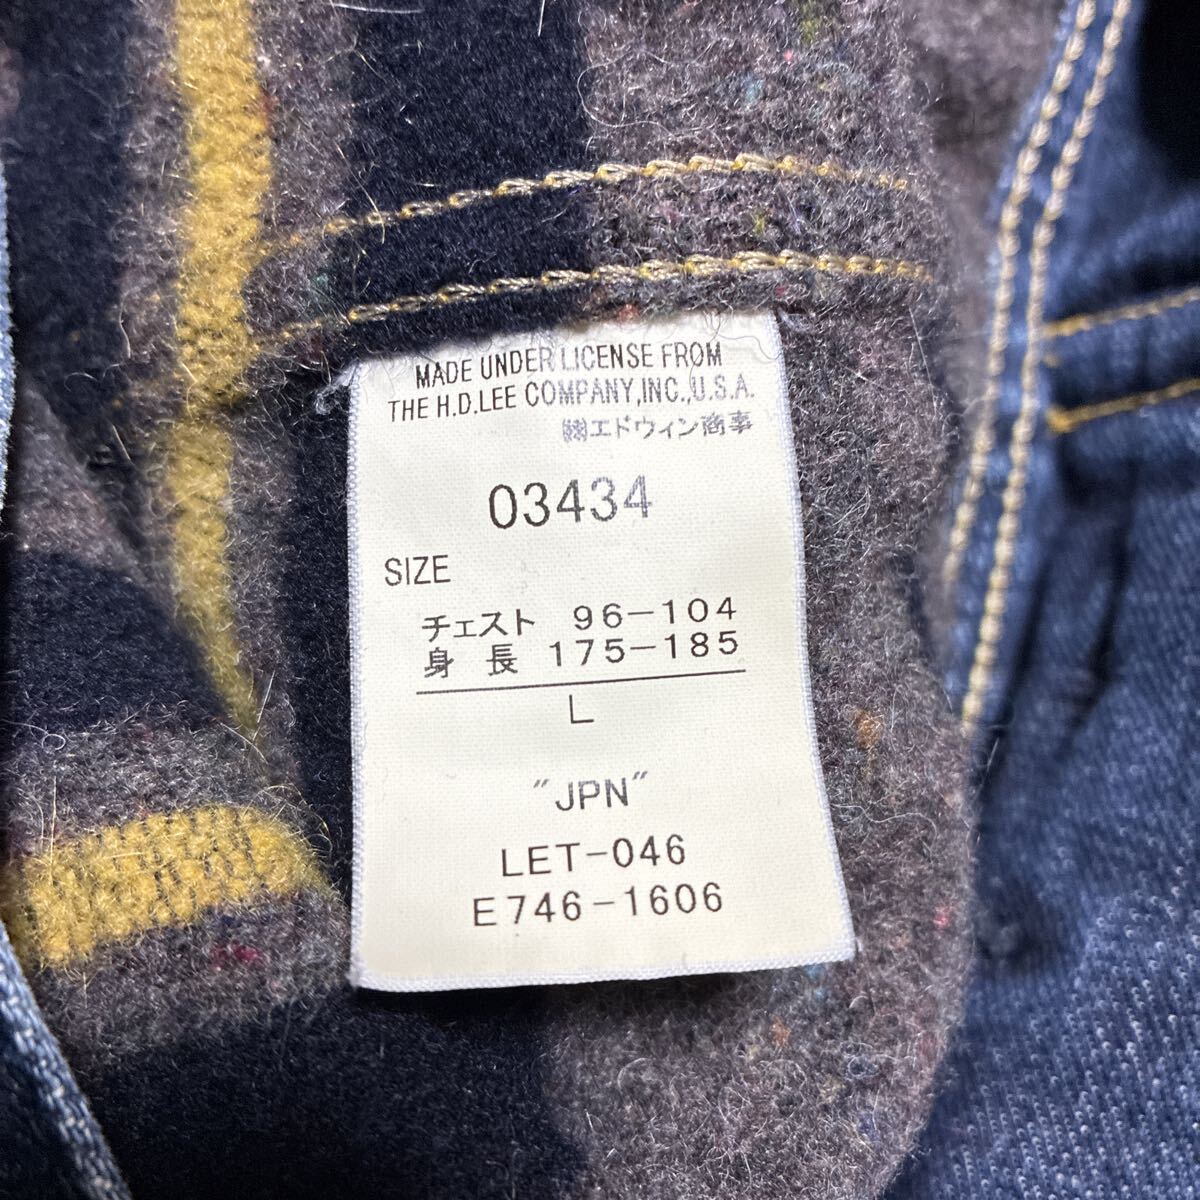 MADE UNDER LICENSE FROM
THE H.D.LEE COMPANY,INC.,U.S.A.
㈱エドウィン商事
03434
SIZE
チェスト 96-104
身 長 175-185
L
"JPN"
LET-046
E746-1606